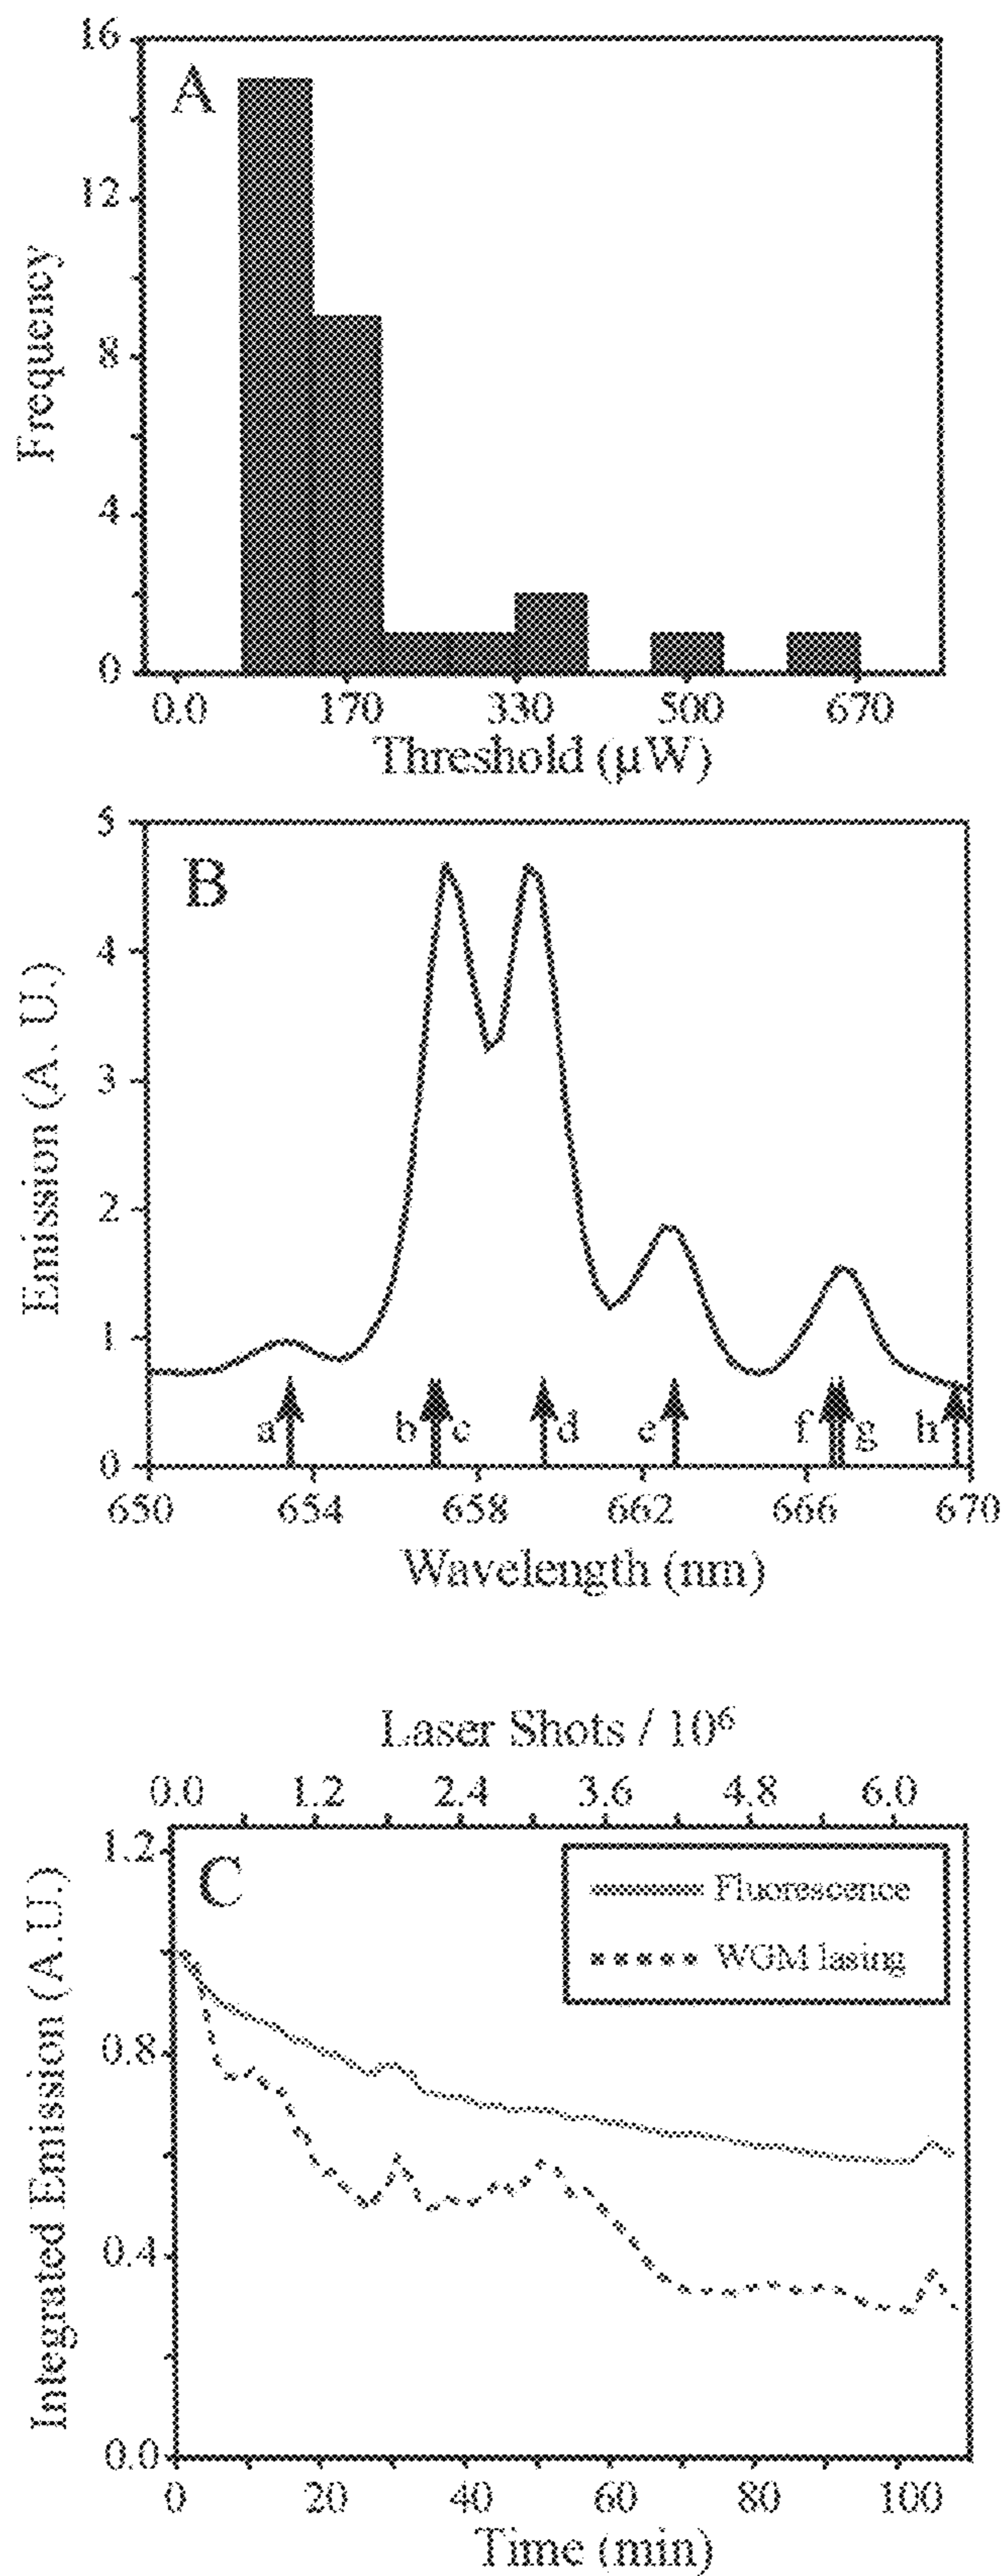 16
A
12
Frequency
8
4
0
0.0 170 330 500 670
Threshold (µW)
5
B
4
Emission (A. U.)
3
2
1
a b c d e f g h
0
650 654 658 662 666 670
Wavelength (nm)
Laser Shots / 10⁶
0.0 1.2 2.4 3.6 4.8 6.0
1.2
C
Fluorescence
WGM lasing
Integrated Emission (A.U.)
0.8
0.4
0.0
0 20 40 60 80 100
Time (min)